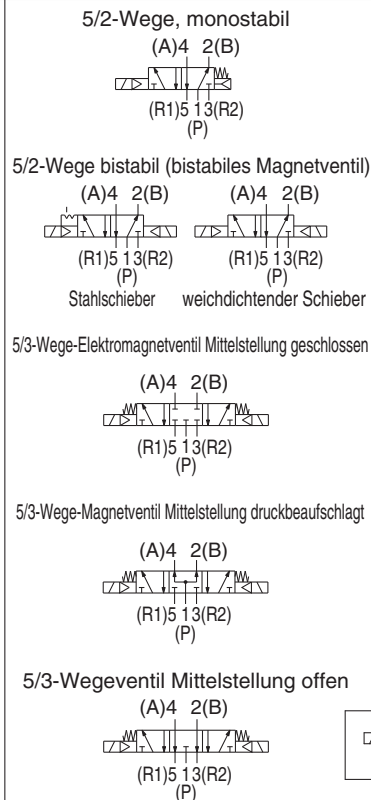 5/2-Wege, monostabil
(A)4 2(B)
(R1)5 1 3(R2)
(P)
5/2-Wege bistabil (bistabiles Magnetventil)
(A)4 2(B) (A)4 2(B)
(R1)5 1 3(R2) (R1)5 1 3(R2)
(P) (P)
Stahlschieber weichdichtender Schieber
5/3-Wege-Elektromagnetventil Mittelstellung geschlossen
(A)4 2(B)
(R1)5 1 3(R2)
(P)
5/3-Wege-Magnetventil Mittelstellung druckbeaufschlagt
(A)4 2(B)
(R1)5 1 3(R2)
(P)
5/3-Wegeventil Mittelstellung offen
(A)4 2(B)
(R1)5 1 3(R2)
(P)